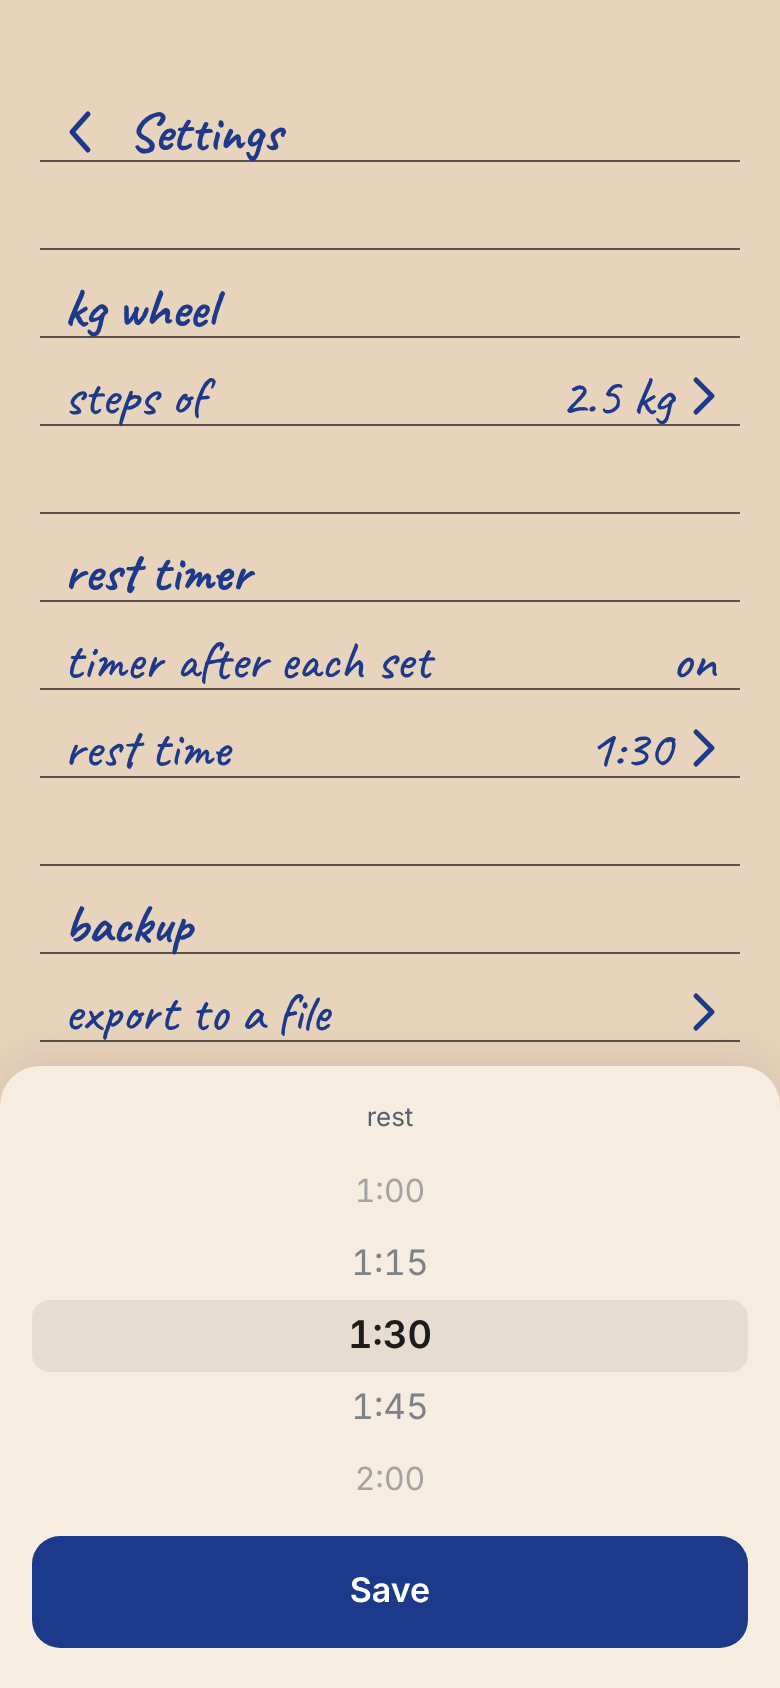 Settings
kg wheel
steps of 2.5 kg
rest timer
timer after each set on
rest time 1:30
backup
export to a file
rest
1:00
1:15
1:30
1:45
2:00
Save